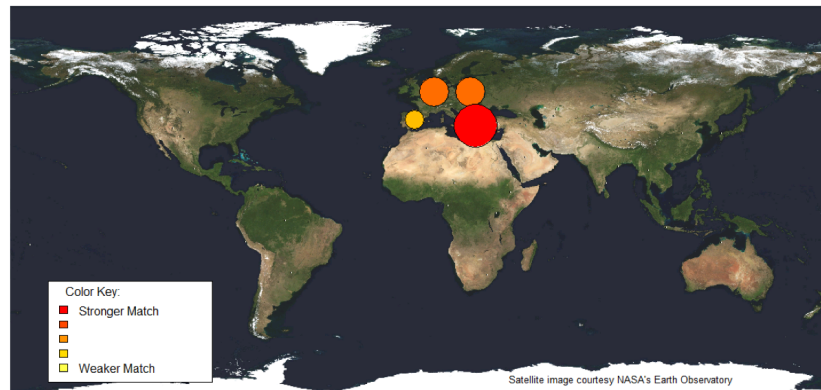 Color Key:
Stronger Match
Weaker Match
Satellite image courtesy NASA's Earth Observatory